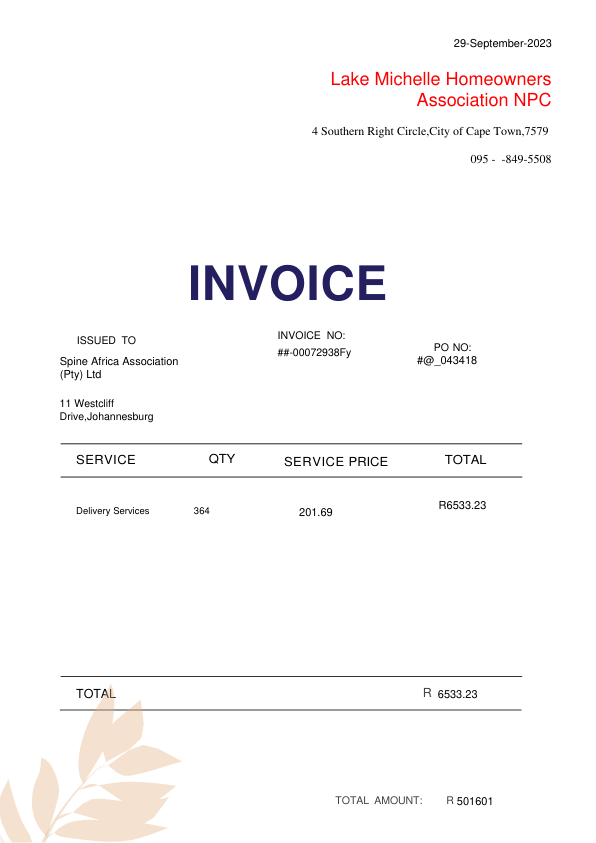 29-September-2023
Lake Michelle Homeowners
Association NPC
4 Southern Right Circle,City of Cape Town,7579
095 -  -849-5508
INVOICE
ISSUED TO
INVOICE NO:
PO NO:
##-00072938Fy
#@_043418
Spine Africa Association
(Pty) Ltd
11 Westcliff
Drive,Johannesburg
SERVICE QTY SERVICE PRICE TOTAL
Delivery Services 364 201.69 R6533.23
TOTAL R 6533.23
TOTAL AMOUNT: R 501601